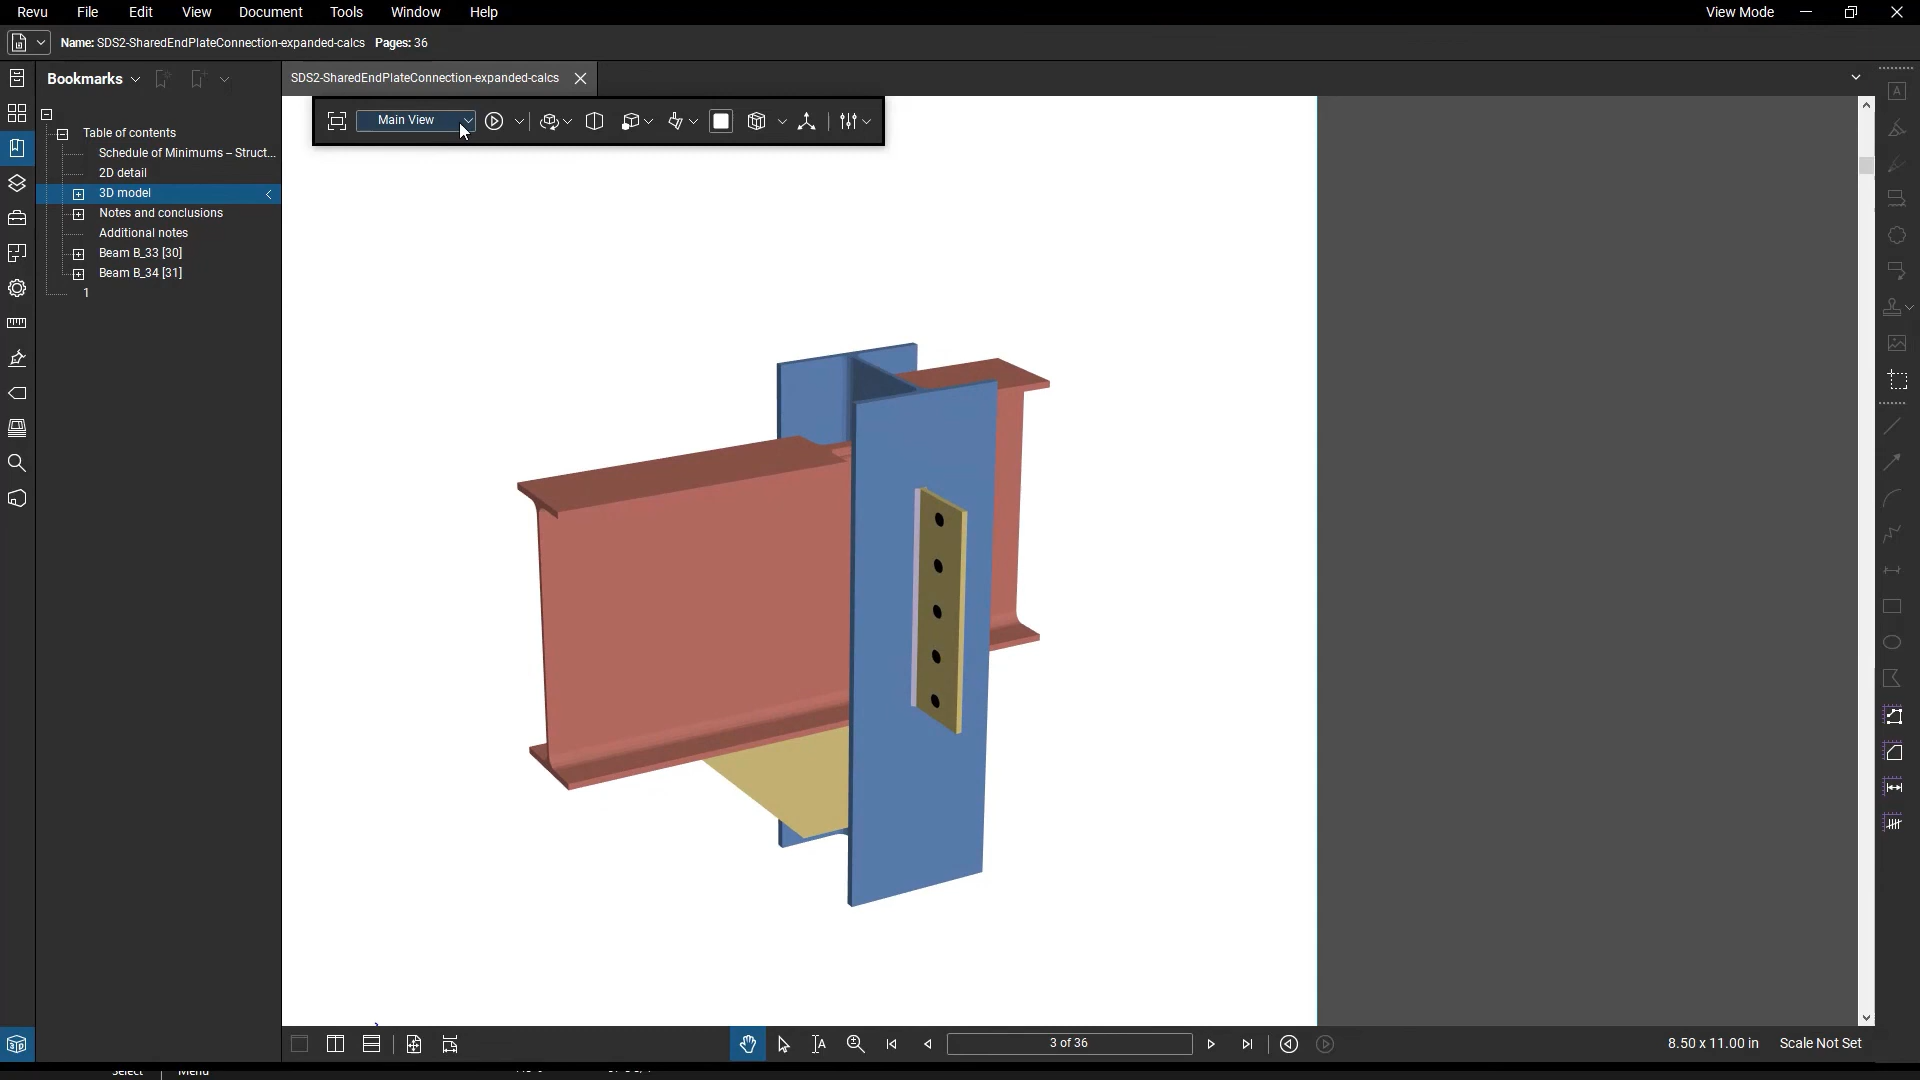 Revu File Edit View Document Tools Window Help View Mode
Name: SDS2-SharedEndPlateConnection-expanded-calcs Pages: 36
Bookmarks
SDS2-SharedEndPlateConnection-expanded-calcs
Main View
Table of contents
Schedule of Minimums – Struct...
2D detail
3D model
Notes and conclusions
Additional notes
Beam B_33 [30]
Beam B_34 [31]
1
3 of 36
8.50 x 11.00 in Scale Not Set
Select Menu